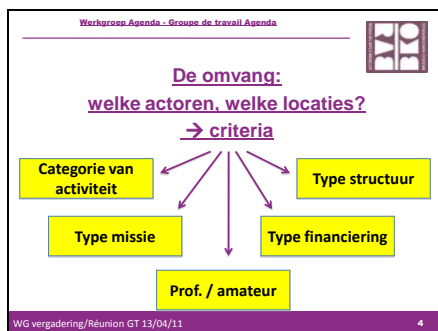 Werkgroep Agenda - Groupe de travail Agenda
De omvang:
welke actoren, welke locaties?
→ criteria
Categorie van
activiteit
Type structuur
Type missie
Type financiering
Prof. / amateur
WG vergadering/Réunion GT 13/04/11
4